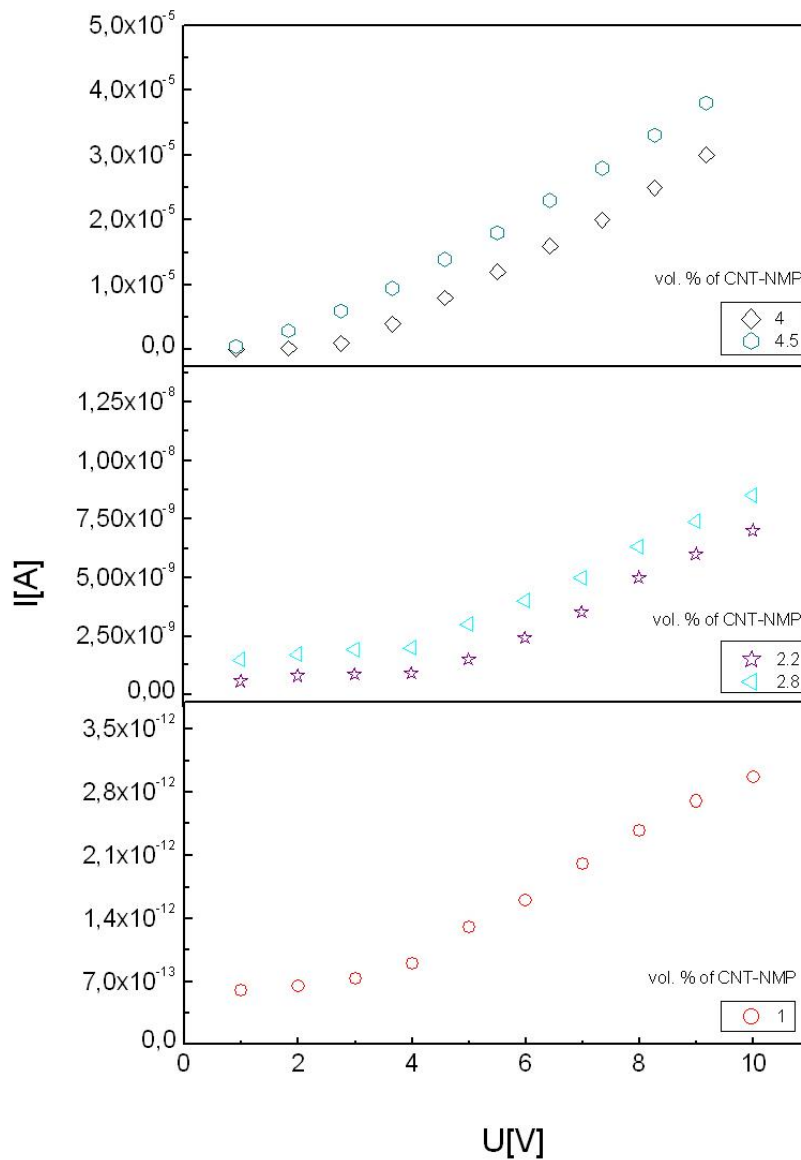 5,0x10-5
4,0x10-5
3,0x10-5
2,0x10-5
1,0x10-5
0,0
vol. % of CNT-NMP
4
4.5
1,25x10-8
1,00x10-8
7,50x10-9
5,00x10-9
2,50x10-9
0,00
vol. % of CNT-NMP
2.2
2.8
I[A]
3,5x10-12
2,8x10-12
2,1x10-12
1,4x10-12
7,0x10-13
0,0
vol. % of CNT-NMP
1
0 2 4 6 8 10
U[V]